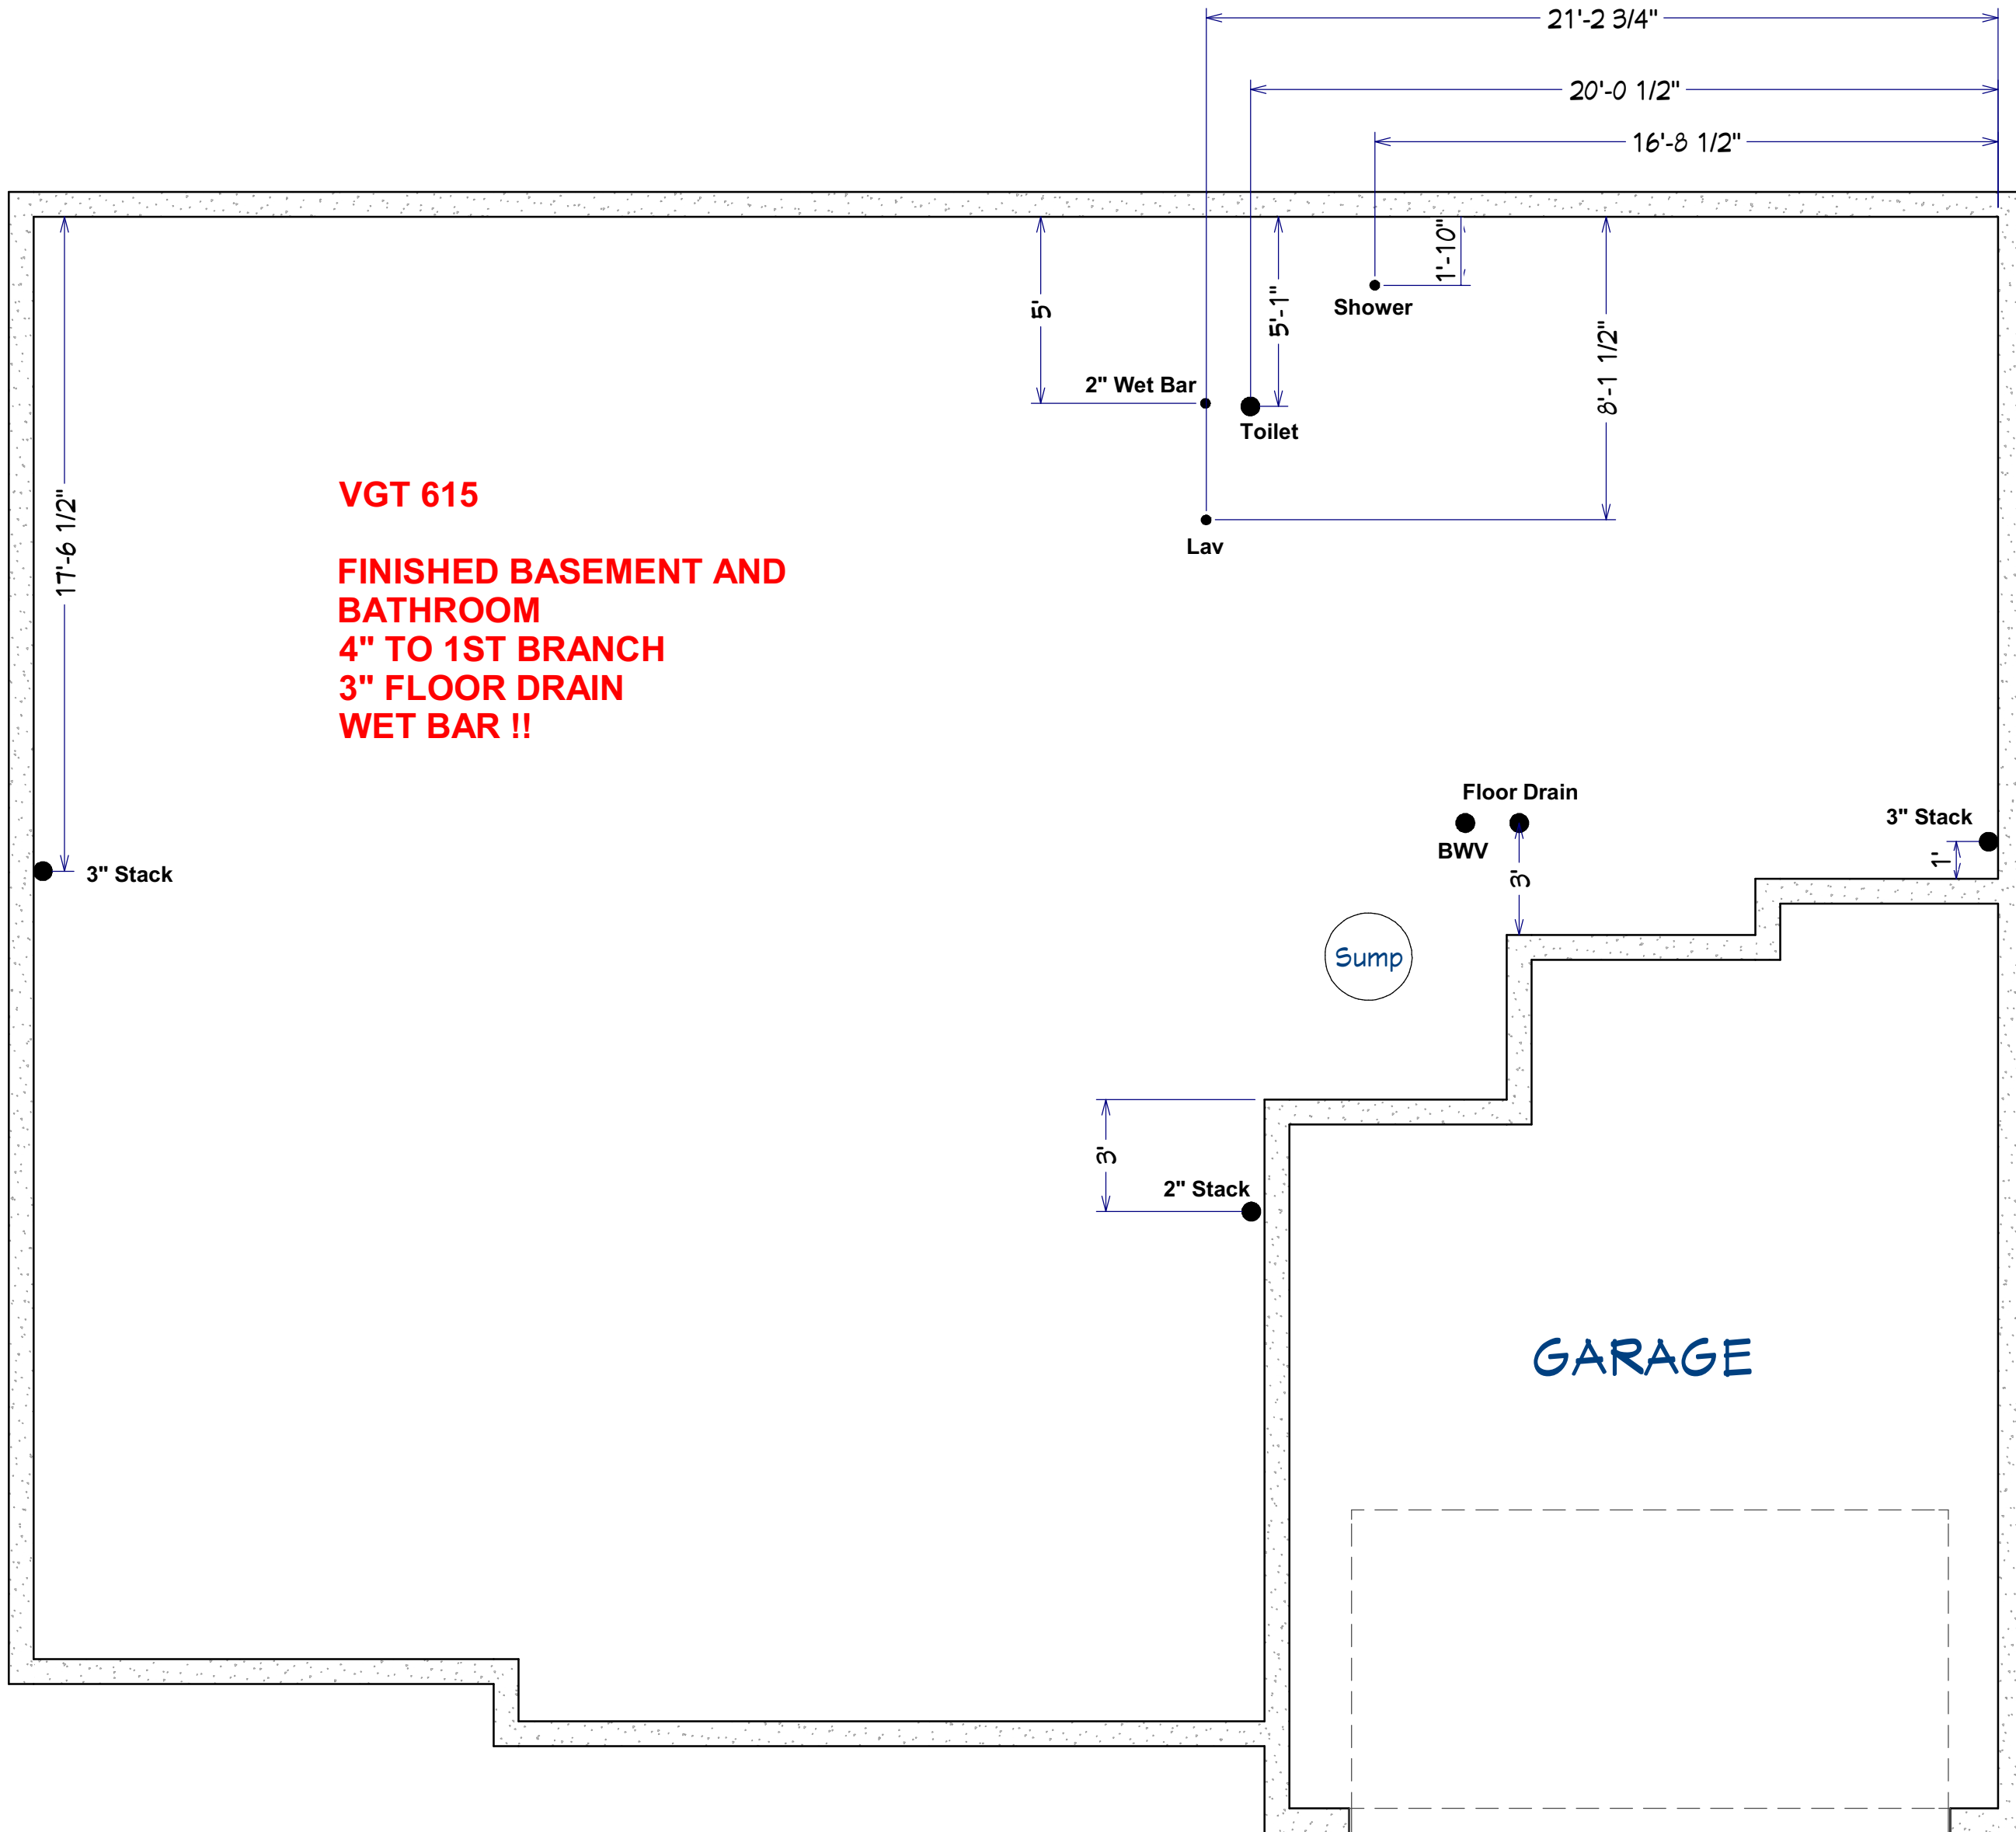 21'-2 3/4"
20'-0 1/2"
16'-8 1/2"
1'-10"
Shower
5'
5'-1"
8'-1 1/2"
2" Wet Bar
Toilet
17'-6 1/2"
VGT 615
Lav
FINISHED BASEMENT AND
BATHROOM
4" TO 1ST BRANCH
3" FLOOR DRAIN
WET BAR !!
Floor Drain
3" Stack
BWV
1'
3" Stack
3'
Sump
3'
2" Stack
GARAGE